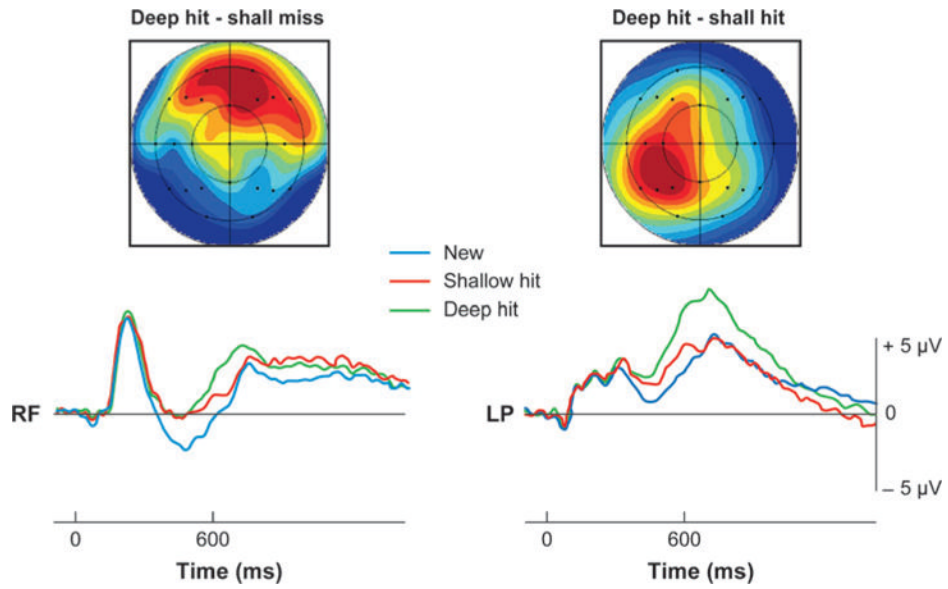 Deep hit - shall miss
Deep hit - shall hit
New
Shallow hit
Deep hit
RF
LP
+ 5 µV
0
– 5 µV
0
600
Time (ms)
0
600
Time (ms)